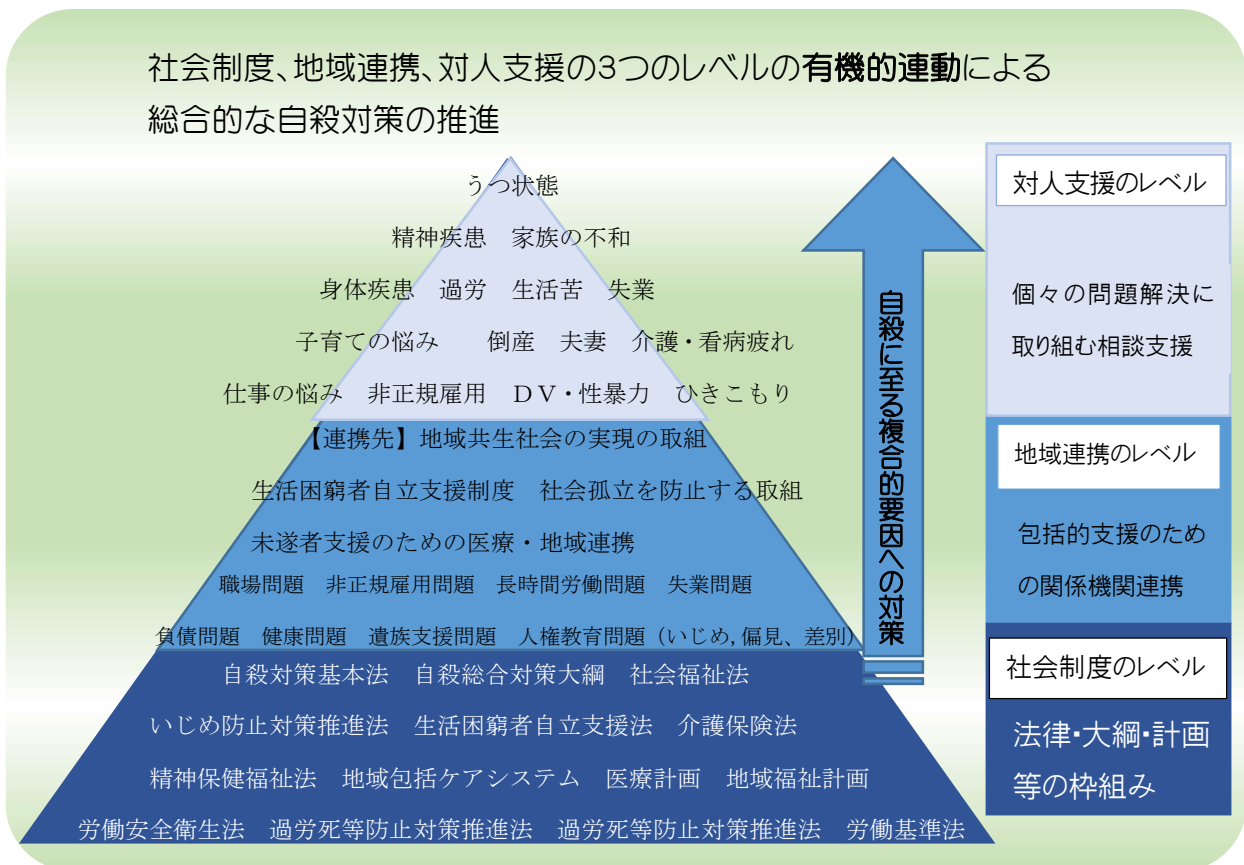 社会制度、地域連携、対人支援の3つのレベルの有機的連動による
総合的な自殺対策の推進
うつ状態
精神疾患　家族の不和
身体疾患　過労　生活苦　失業
子育ての悩み　　倒産　夫妻　介護・看病疲れ
仕事の悩み　非正規雇用　ＤＶ・性暴力　ひきこもり
【連携先】地域共生社会の実現の取組
生活困窮者自立支援制度　社会孤立を防止する取組
未遂者支援のための医療・地域連携
職場問題　非正規雇用問題　長時間労働問題　失業問題
負債問題　健康問題　遺族支援問題　人権教育問題（いじめ,偏見、差別）
自殺対策基本法　自殺総合対策大綱　社会福祉法
いじめ防止対策推進法　生活困窮者自立支援法　介護保険法
精神保健福祉法　地域包括ケアシステム　医療計画　地域福祉計画
労働安全衛生法　過労死等防止対策推進法　過労死等防止対策推進法　労働基準法
自殺に至る複合的要因への対策
対人支援のレベル
個々の問題解決に
取り組む相談支援
地域連携のレベル
包括的支援のため
の関係機関連携
社会制度のレベル
法律・大綱・計画
等の枠組み